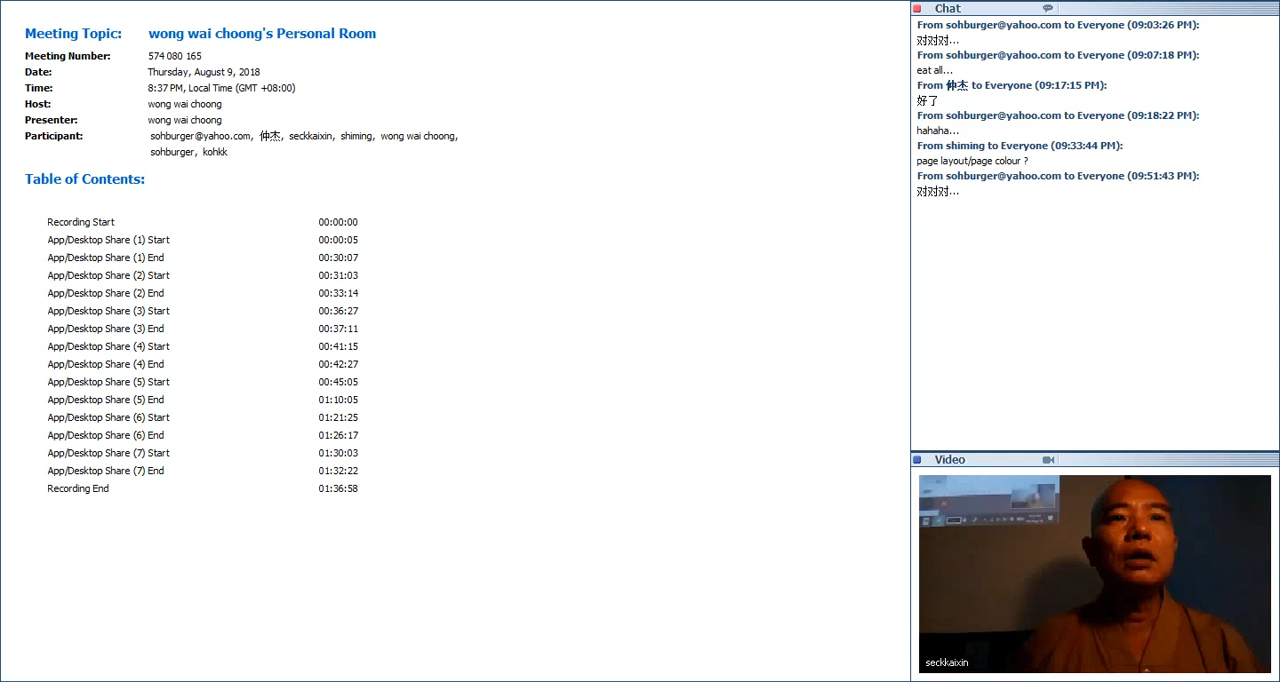 Meeting Topic: wong wai choong's Personal Room
Meeting Number: 574 080 165
Date: Thursday, August 9, 2018
Time: 8:37 PM, Local Time (GMT +08:00)
Host: wong wai choong
Presenter: wong wai choong
Participant: sohburger@yahoo.com, 仲杰, seckkaixin, shiming, wong wai choong,
sohburger, kohkk
Table of Contents:
Recording Start 00:00:00
App/Desktop Share (1) Start 00:00:05
App/Desktop Share (1) End 00:30:07
App/Desktop Share (2) Start 00:31:03
App/Desktop Share (2) End 00:33:14
App/Desktop Share (3) Start 00:36:27
App/Desktop Share (3) End 00:37:11
App/Desktop Share (4) Start 00:41:15
App/Desktop Share (4) End 00:42:27
App/Desktop Share (5) Start 00:45:05
App/Desktop Share (5) End 01:10:05
App/Desktop Share (6) Start 01:21:25
App/Desktop Share (6) End 01:26:17
App/Desktop Share (7) Start 01:30:03
App/Desktop Share (7) End 01:32:22
Recording End 01:36:58
Chat
From sohburger@yahoo.com to Everyone (09:03:26 PM):
对对对...
From sohburger@yahoo.com to Everyone (09:07:18 PM):
eat all...
From 仲杰 to Everyone (09:17:15 PM):
好了
From sohburger@yahoo.com to Everyone (09:18:22 PM):
hahaha...
From shiming to Everyone (09:33:44 PM):
page layout/page colour ?
From sohburger@yahoo.com to Everyone (09:51:43 PM):
对对对...
Video
seckkaixin